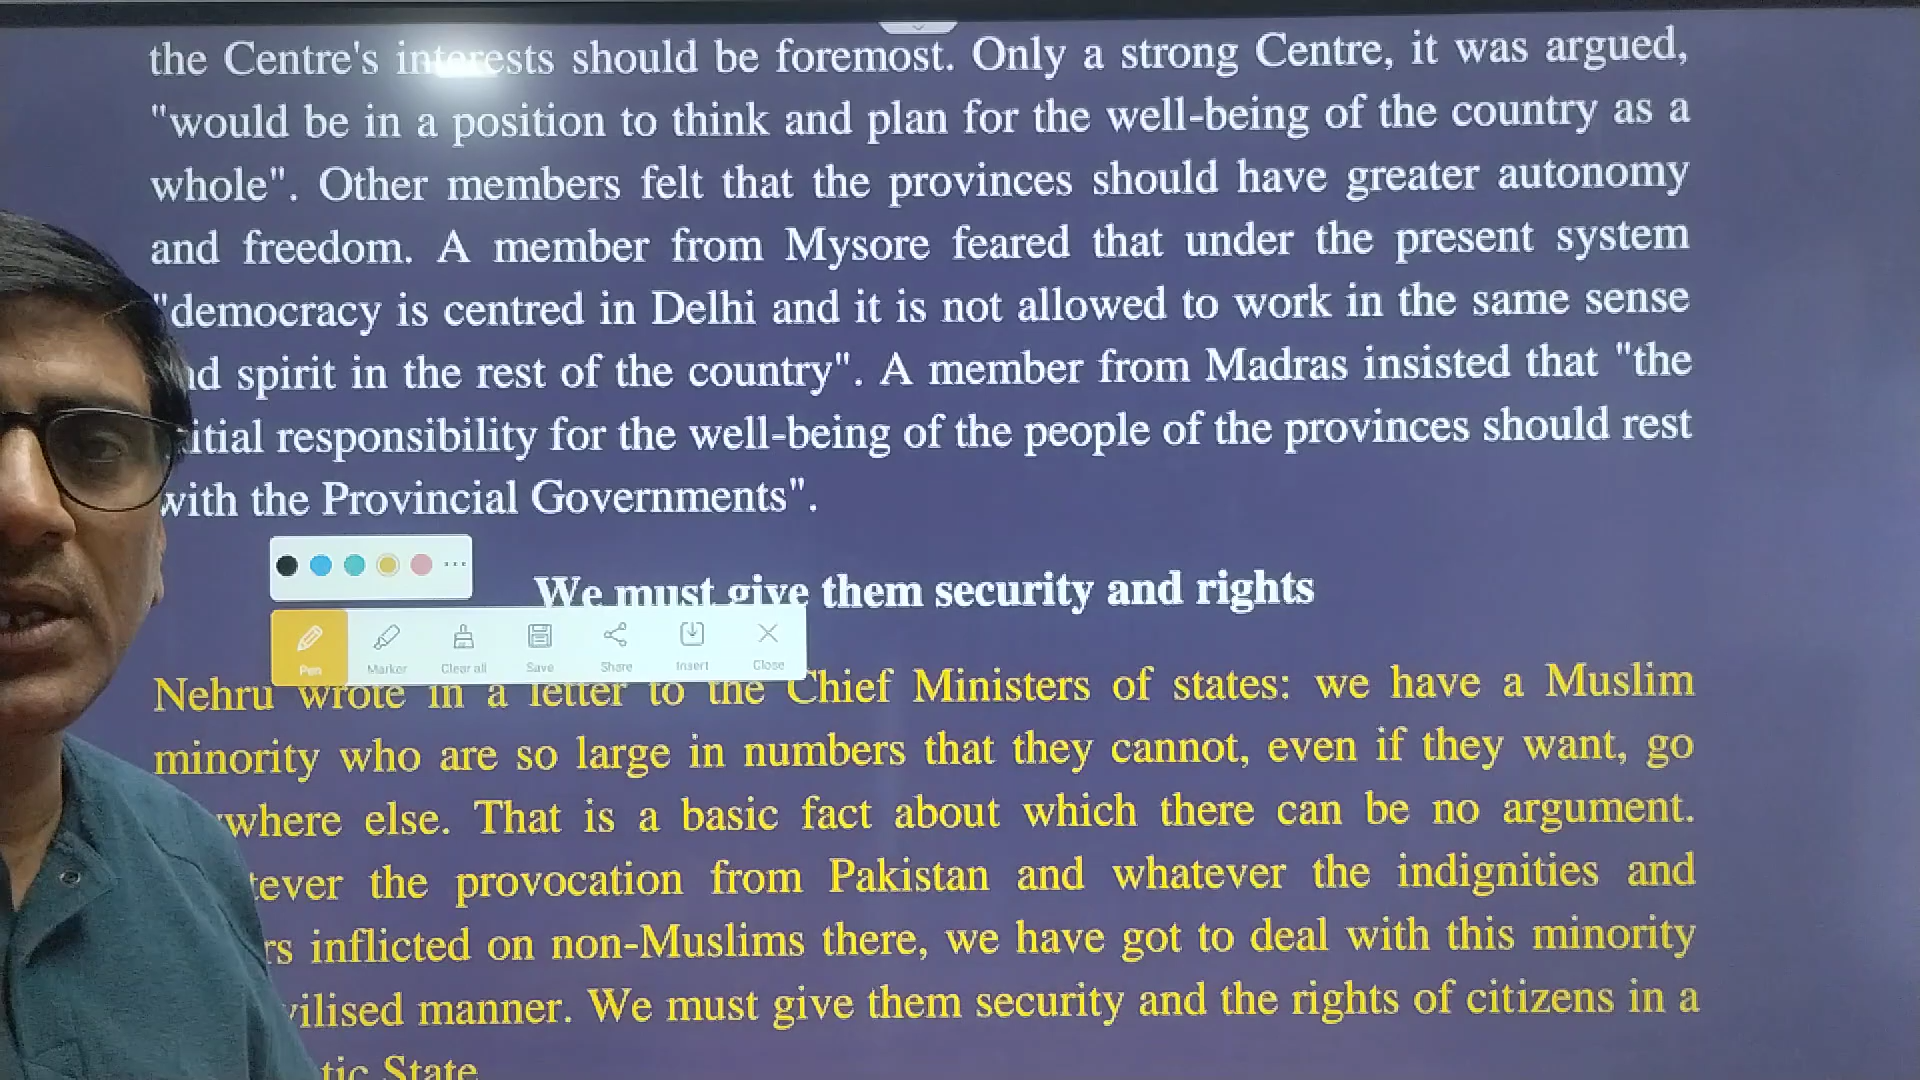 the Centre's interests should be foremost. Only a strong Centre, it was argued,
"would be in a position to think and plan for the well-being of the country as a
whole". Other members felt that the provinces should have greater autonomy
and freedom. A member from Mysore feared that under the present system
"democracy is centred in Delhi and it is not allowed to work in the same sense
spirit in the rest of the country". A member from Madras insisted that "the
responsibility for the well-being of the people of the provinces should rest
with the Provincial Governments".
We must give them security and rights
Pen Marker Clear all Save Share Insert Close
Nehru wrote in a letter to the Chief Ministers of states: we have a Muslim
minority who are so large in numbers that they cannot, even if they want, go
else. That is a basic fact about which there can be no argument.
the provocation from Pakistan and whatever the indignities and
inflicted on non-Muslims there, we have got to deal with this minority
manner. We must give them security and the rights of citizens in a
State